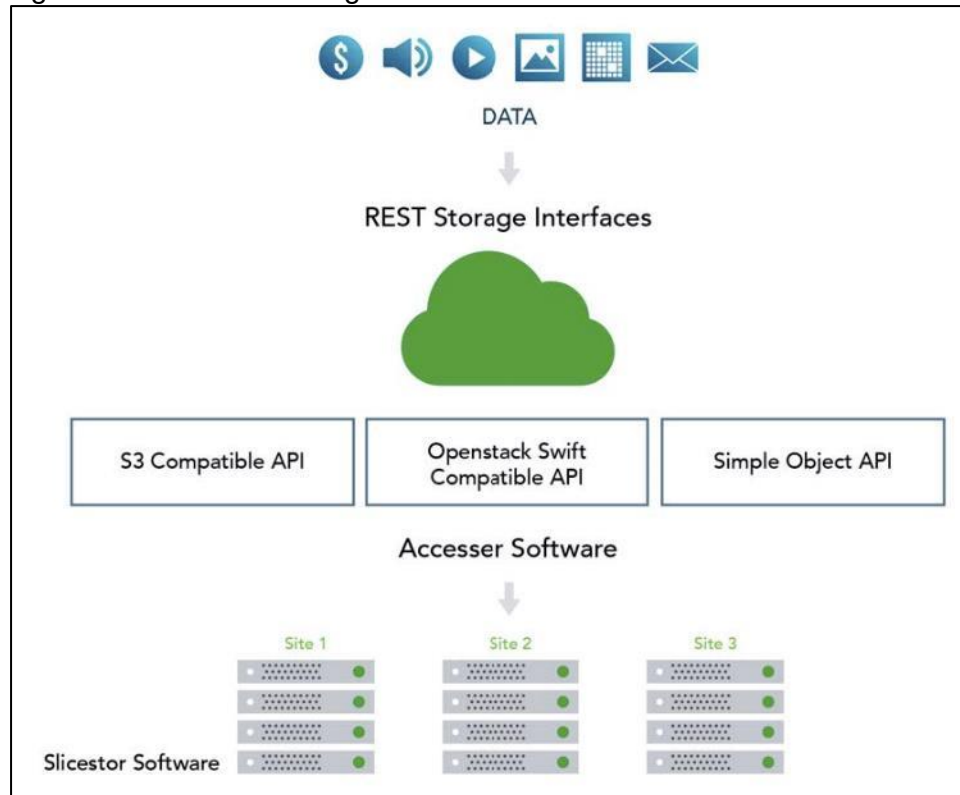 DATA
REST Storage Interfaces
S3 Compatible API
Openstack Swift
Compatible API
Simple Object API
Accesser Software
Site 1
Site 2
Site 3
Slicestor Software